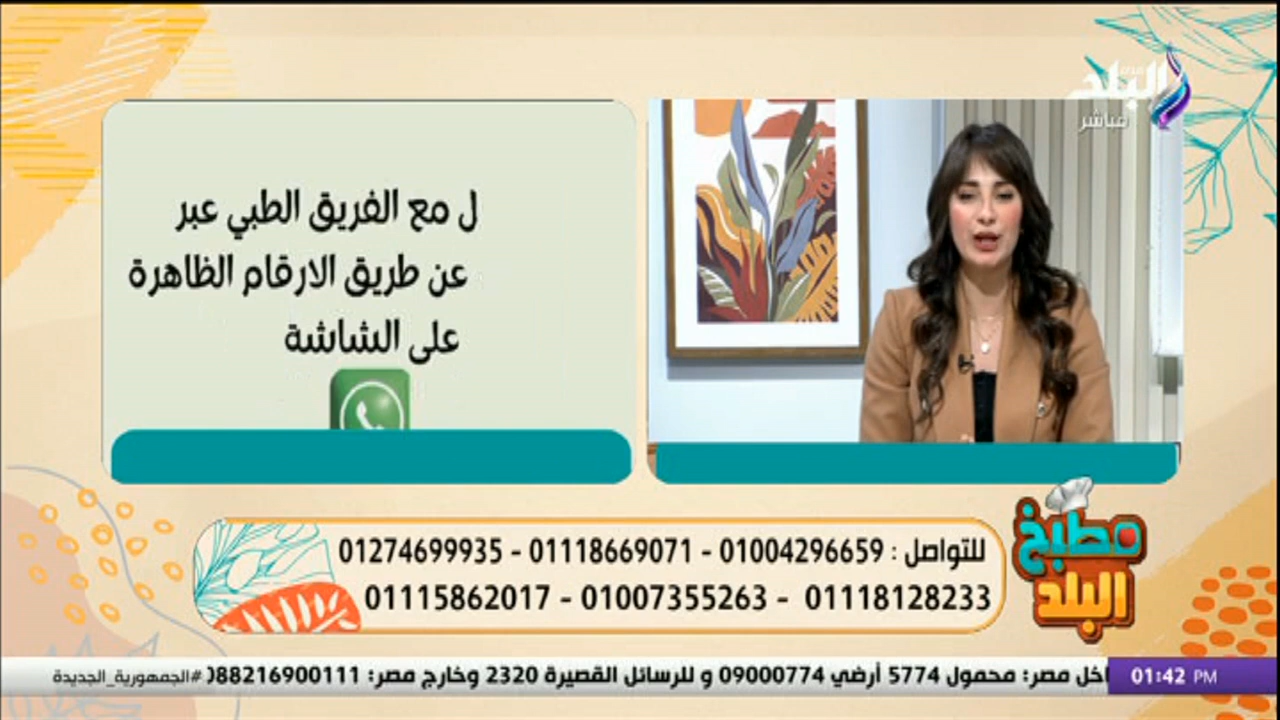 صدى
البلد
مباشر
ل مع الفريق الطبي عبر
عن طريق الارقام الظاهرة
على الشاشة
مطبخ
البلد
للتواصل : 01004296659 - 01118669071 - 01274699935
01118128233 - 01007355263 - 01115862017
اخل مصر: محمول 5774 أرضي 09000774 و للرسائل القصيرة 2320 وخارج مصر: 088216900111
#الجمهورية_الجديدة
01:42 PM